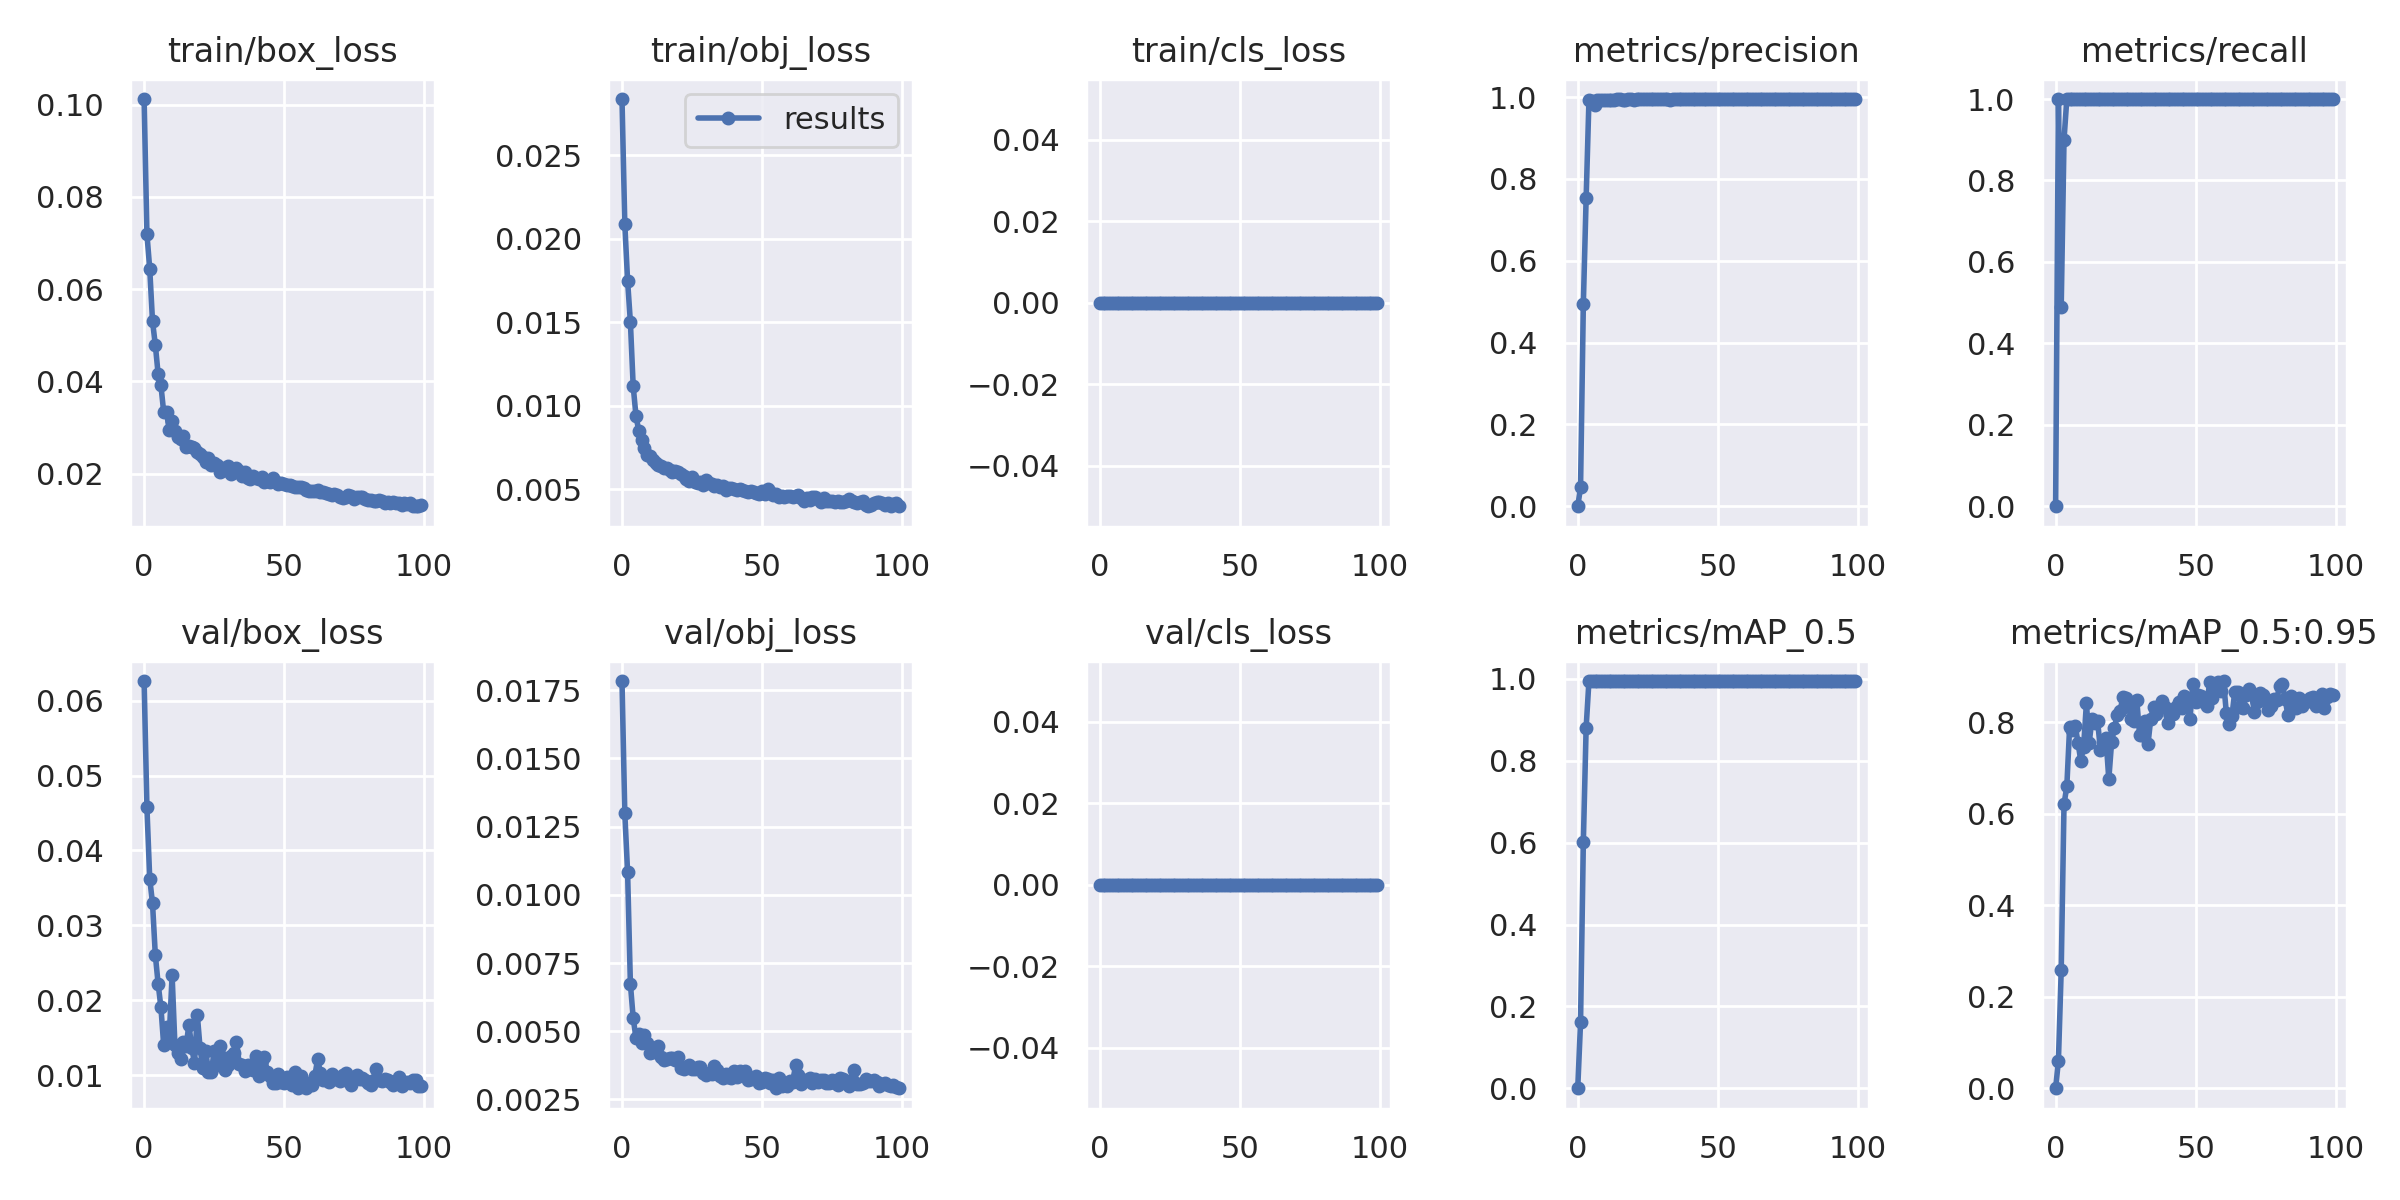 train/box_loss
0.10
0.08
0.06
0.04
0.02
0 50 100
train/obj_loss
results
0.025
0.020
0.015
0.010
0.005
0 50 100
train/cls_loss
0.04
0.02
0.00
−0.02
−0.04
0 50 100
metrics/precision
1.0
0.8
0.6
0.4
0.2
0.0
0 50 100
metrics/recall
1.0
0.8
0.6
0.4
0.2
0.0
0 50 100
val/box_loss
0.06
0.05
0.04
0.03
0.02
0.01
0 50 100
val/obj_loss
0.0175
0.0150
0.0125
0.0100
0.0075
0.0050
0.0025
0 50 100
val/cls_loss
0.04
0.02
0.00
−0.02
−0.04
0 50 100
metrics/mAP_0.5
1.0
0.8
0.6
0.4
0.2
0.0
0 50 100
metrics/mAP_0.5:0.95
0.8
0.6
0.4
0.2
0.0
0 50 100